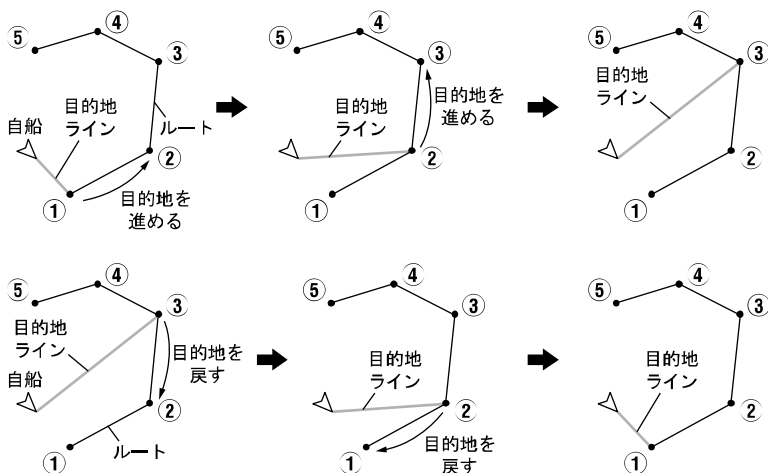 ⑤
④
③
目的地
ライン
自船
ルート
②
①
目的地を
進める
⑤
④
③
目的地を
進める
目的地
ライン
②
①
⑤
④
③
目的地
ライン
②
①
⑤
④
③
目的地
ライン
自船
目的地を
戻す
②
①
ルート
⑤
④
③
目的地
ライン
②
①
目的地を
戻す
⑤
④
③
目的地
ライン
②
①